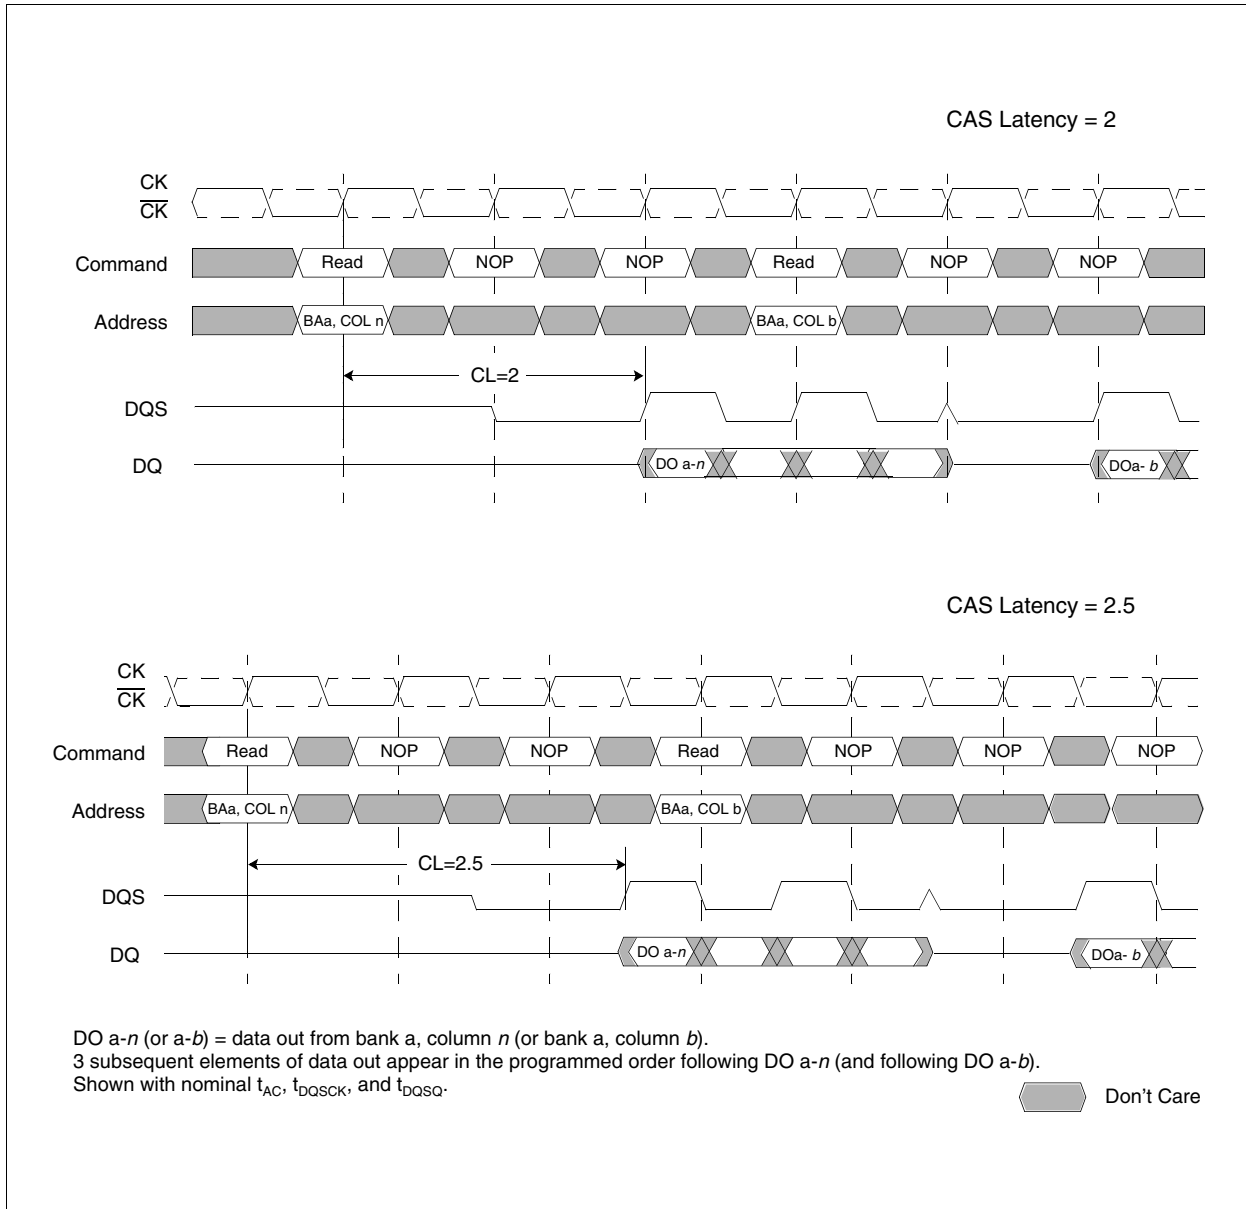 CAS Latency = 2
CK
CK
Command Read NOP NOP Read NOP NOP
Address BAa, COL n BAa, COL b
CL=2
DQS
DQ DO a-n DOa- b
CAS Latency = 2.5
CK
CK
Command Read NOP NOP Read NOP NOP NOP
Address BAa, COL n BAa, COL b
CL=2.5
DQS
DQ DO a-n DOa- b
DO a-n (or a-b) = data out from bank a, column n (or bank a, column b).
3 subsequent elements of data out appear in the programmed order following DO a-n (and following DO a-b).
Shown with nominal tAC, tDQSCK, and tDQSQ.
Don't Care